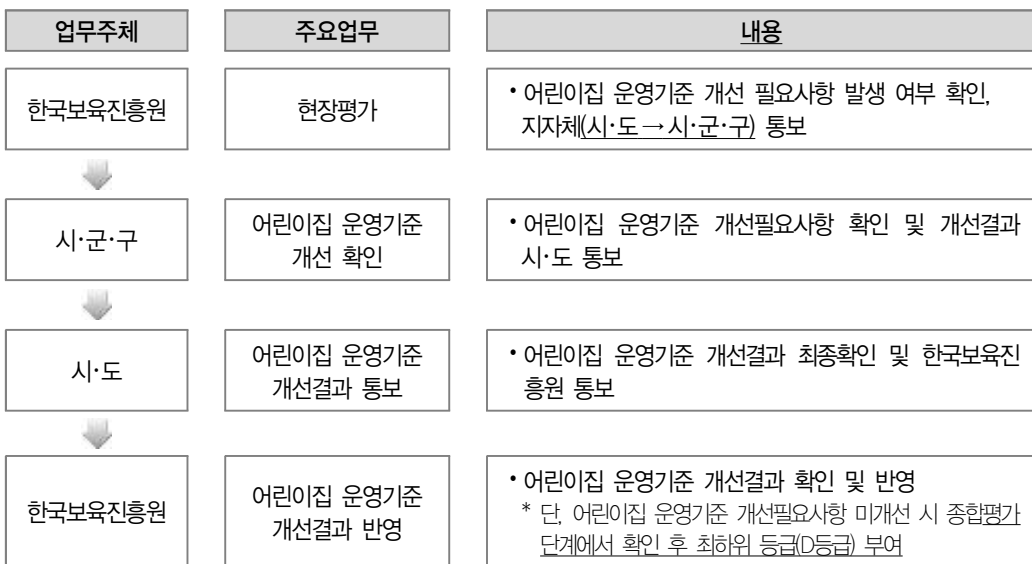 업무주체 주요업무 내용
한국보육진흥원 현장평가
• 어린이집 운영기준 개선 필요사항 발생 여부 확인,
지자체(시·도→시·군·구) 통보
시·군·구
어린이집 운영기준
개선 확인
• 어린이집 운영기준 개선필요사항 확인 및 개선결과
시·도 통보
시·도
어린이집 운영기준
개선결과 통보
• 어린이집 운영기준 개선결과 최종확인 및 한국보육진
흥원 통보
한국보육진흥원
어린이집 운영기준
개선결과 반영
• 어린이집 운영기준 개선결과 확인 및 반영
* 단, 어린이집 운영기준 개선필요사항 미개선 시 종합평가
단계에서 확인 후 최하위 등급(D등급) 부여